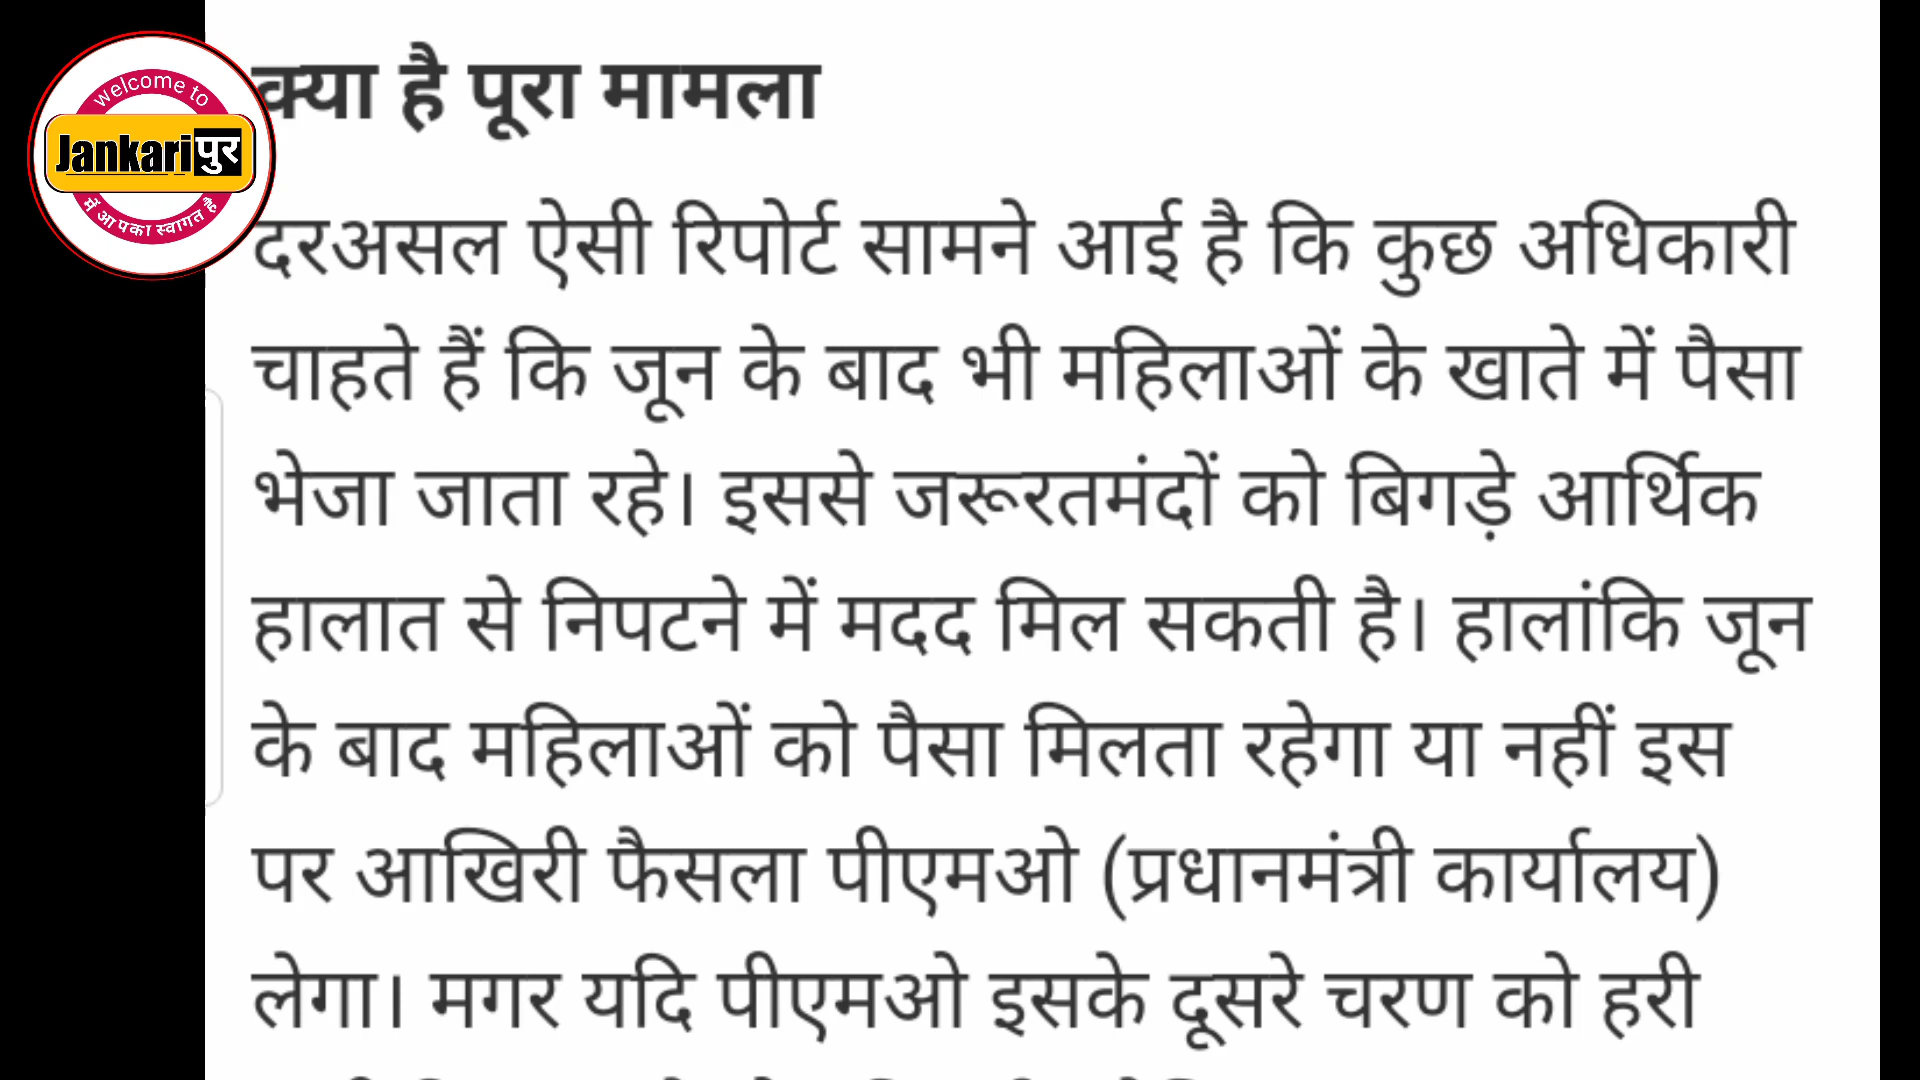 welcome to
Jankariपुर
में आपका स्वागत है
क्या है पूरा मामला
दरअसल ऐसी रिपोर्ट सामने आई है कि कुछ अधिकारी
चाहते हैं कि जून के बाद भी महिलाओं के खाते में पैसा
भेजा जाता रहे। इससे जरूरतमंदों को बिगड़े आर्थिक
हालात से निपटने में मदद मिल सकती है। हालांकि जून
के बाद महिलाओं को पैसा मिलता रहेगा या नहीं इस
पर आखिरी फैसला पीएमओ (प्रधानमंत्री कार्यालय)
लेगा। मगर यदि पीएमओ इसके दूसरे चरण को हरी